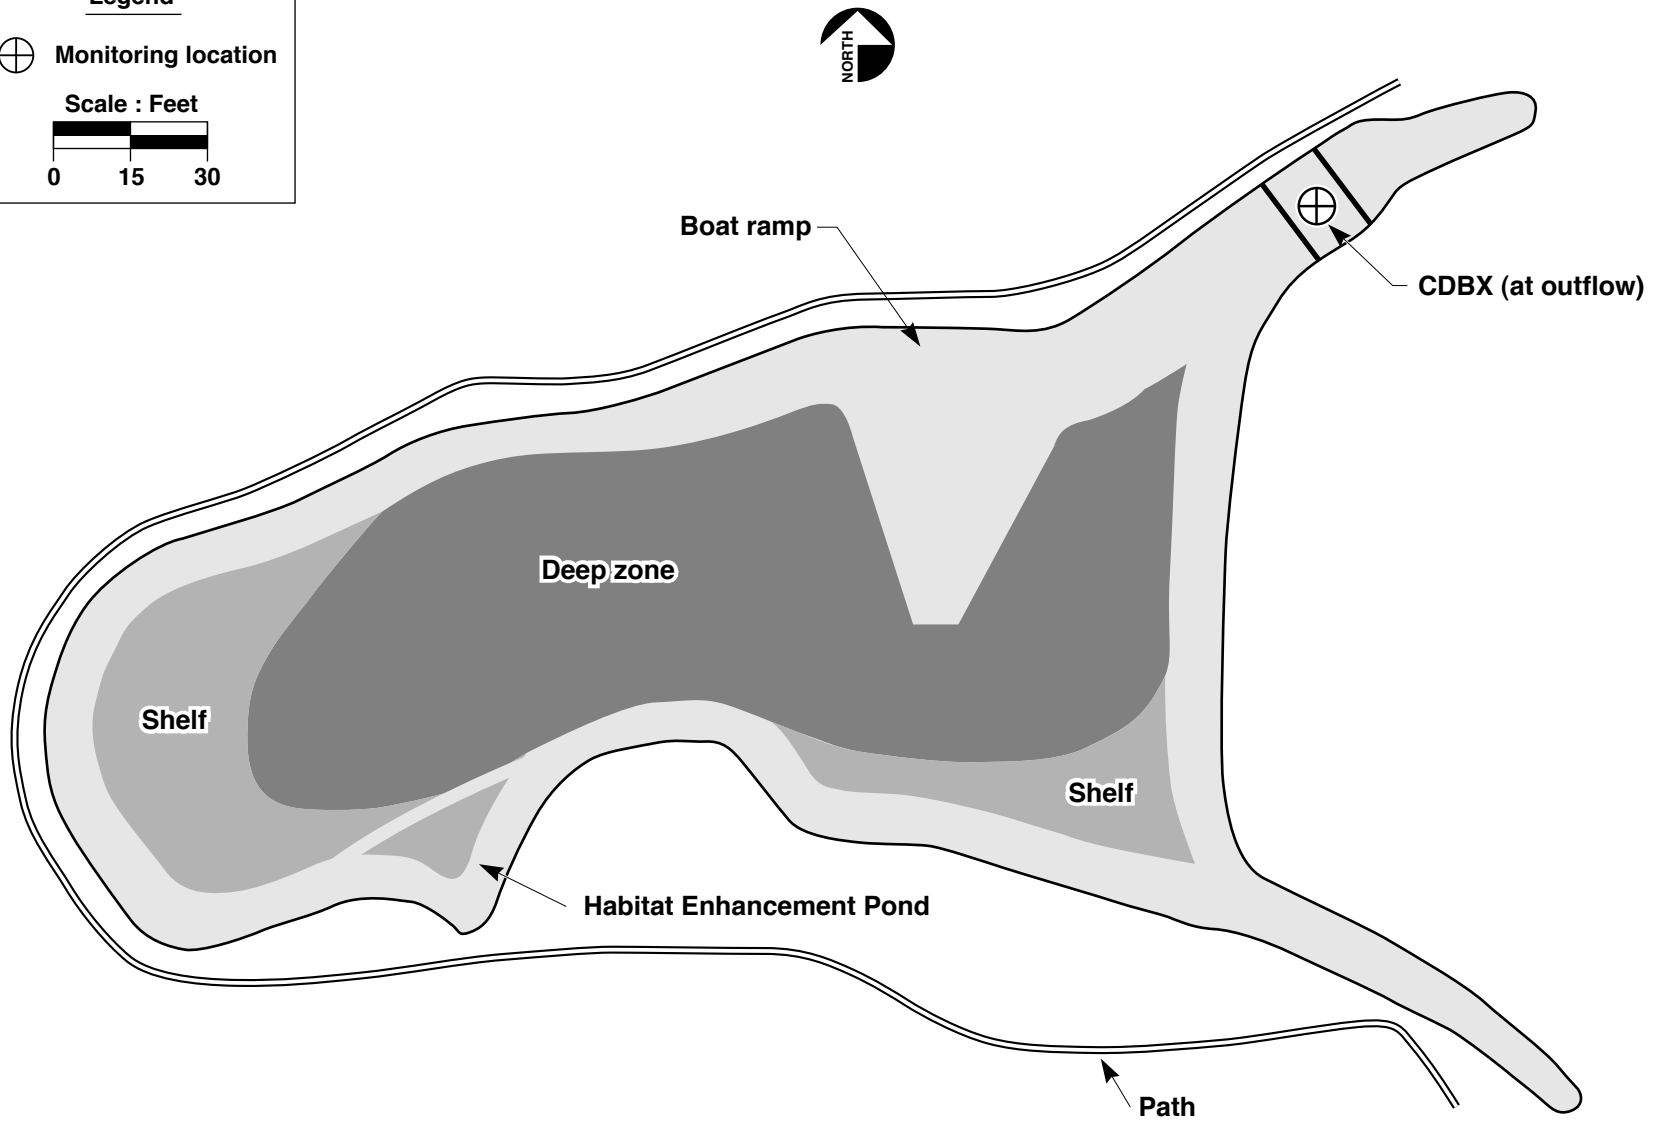 Legend
Monitoring location
Scale : Feet
0 15 30
NORTH
Boat ramp
CDBX (at outflow)
Deep zone
Shelf
Shelf
Habitat Enhancement Pond
Path